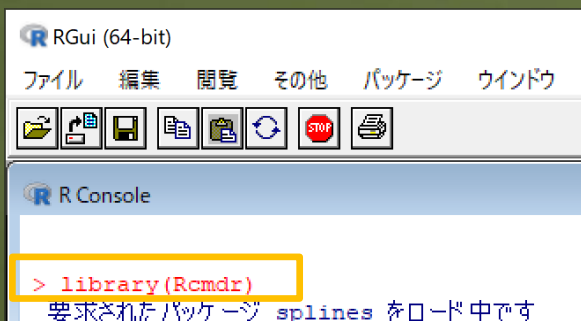 RGui (64-bit)
ファイル 編集 閲覧 その他 パッケージ ウインドウ
STOP
R Console
> library(Rcmdr)
要求されたパッケージ splines をロード中です